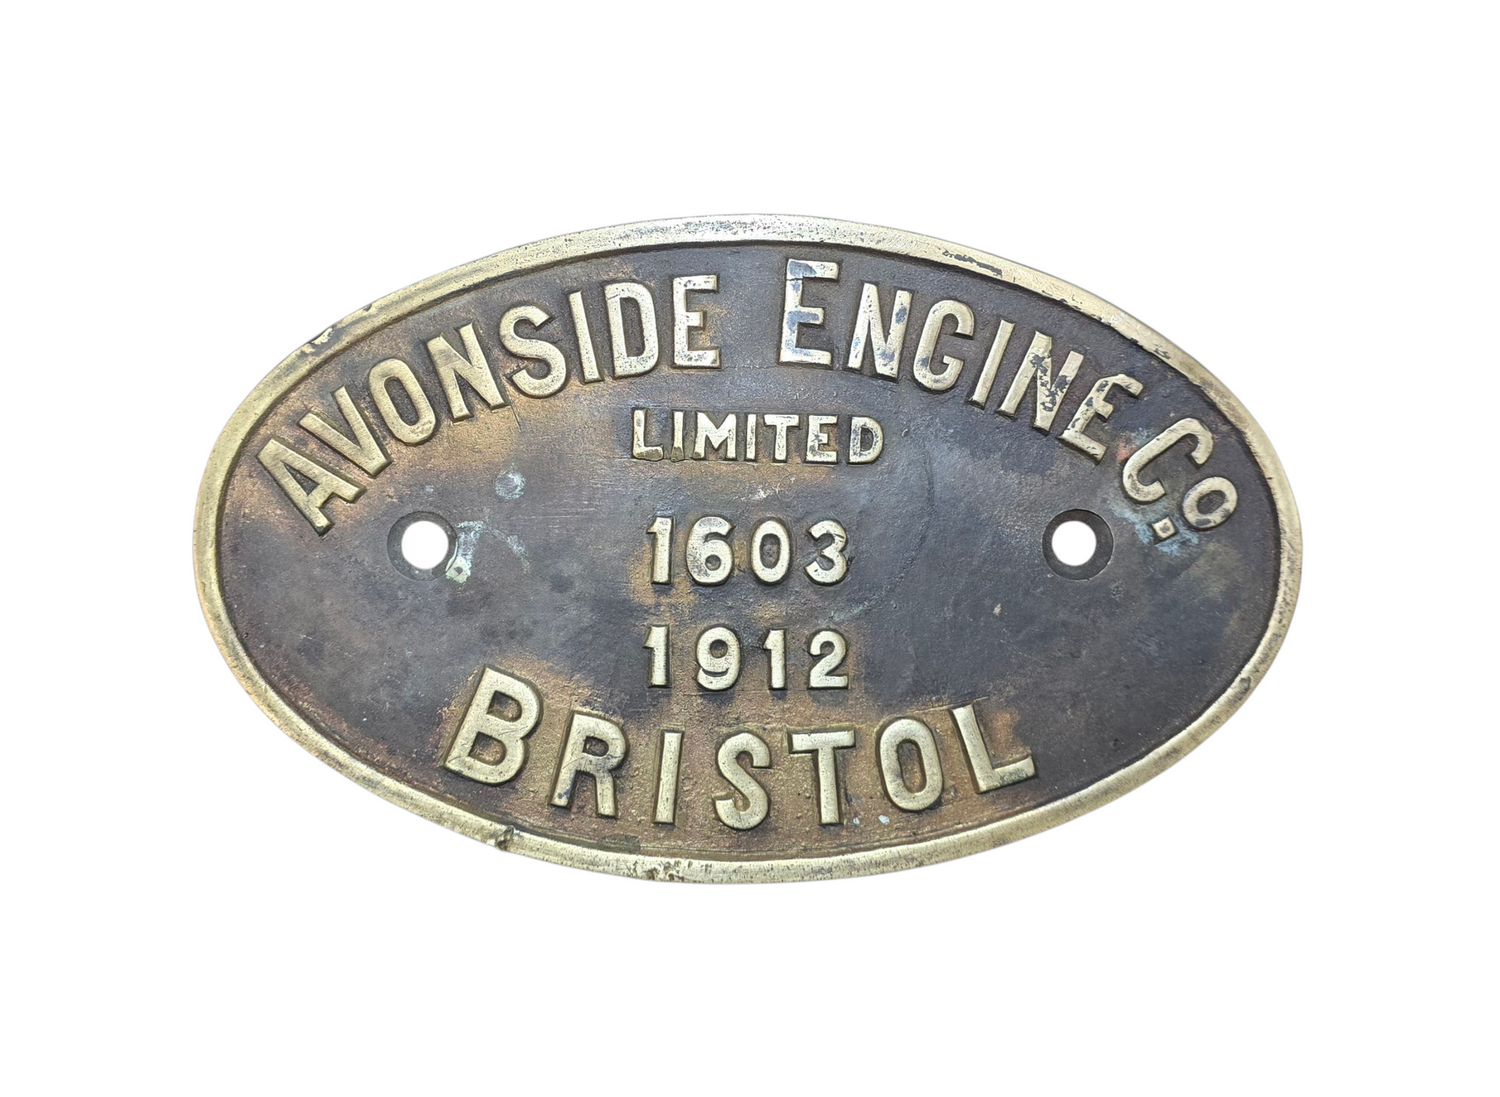 AVONSIDE ENGINE Co.
LIMITED
1603
1912
BRISTOL